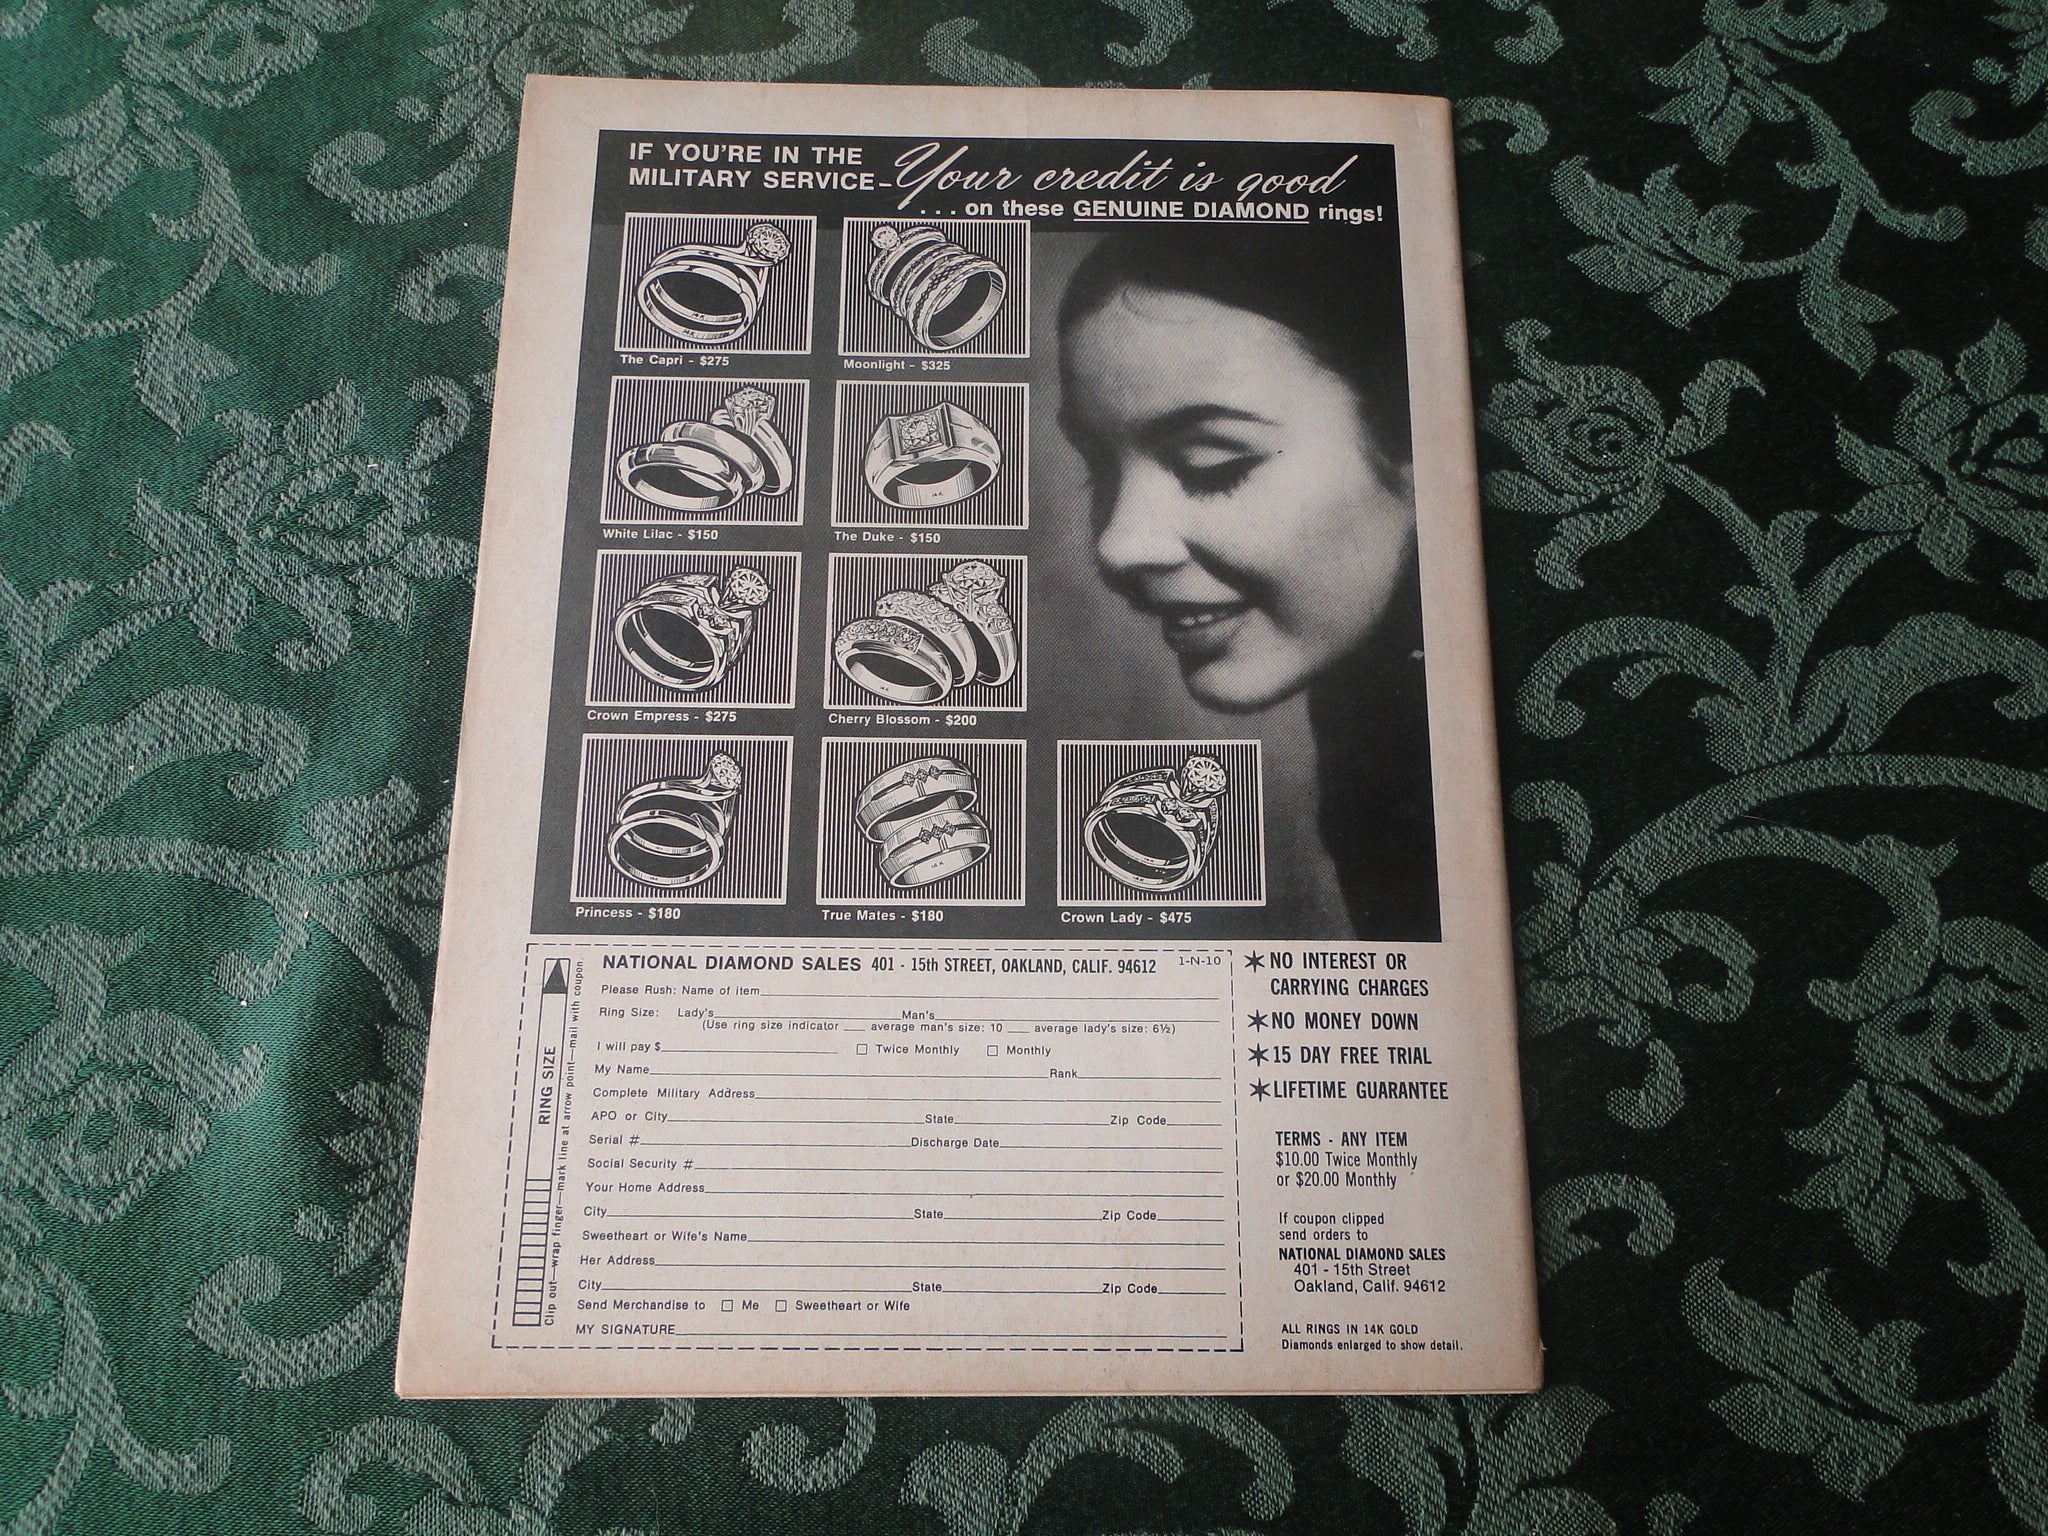 IF YOU'RE IN THE
MILITARY SERVICE – Your credit is good
. . . on these GENUINE DIAMOND rings!
The Capri - $275
Moonlight - $325
White Lilac - $150
The Duke - $150
Crown Empress - $275
Cherry Blossom - $200
Princess - $180
True Mates - $180
Crown Lady - $475
NATIONAL DIAMOND SALES 401 - 15th STREET, OAKLAND, CALIF. 94612 1-N-10
Please Rush: Name of item
Ring Size: Lady's Man's
(Use ring size indicator ___ average man's size: 10 ___ average lady's size: 6½)
I will pay $ ☐ Twice Monthly ☐ Monthly
My Name Rank
Complete Military Address
APO or City State Zip Code
Serial # Discharge Date
Social Security #
Your Home Address
City State Zip Code
Sweetheart or Wife's Name
Her Address
City State Zip Code
Send Merchandise to ☐ Me ☐ Sweetheart or Wife
MY SIGNATURE
RING SIZE
Clip out—wrap finger—mark line at arrow point—mail with coupon.
✶ NO INTEREST OR
CARRYING CHARGES
✶ NO MONEY DOWN
✶ 15 DAY FREE TRIAL
✶ LIFETIME GUARANTEE
TERMS - ANY ITEM
$10.00 Twice Monthly
or $20.00 Monthly
If coupon clipped
send orders to
NATIONAL DIAMOND SALES
401 - 15th Street
Oakland, Calif. 94612
ALL RINGS IN 14K GOLD
Diamonds enlarged to show detail.